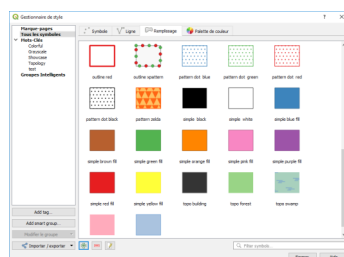 Gestionnaire de style
Marque-pages
Tous les symboles
Mots-Clés
Colorful
Grayscale
Showcase
Topology
test
Groupes Intelligents
Symbole
Ligne
Remplissage
Palette de couleur
outline red
outline xpattern
pattern dot blue
pattern dot green
pattern dot red
pattern dot black
pattern zelda
simple black
simple white
simple blue fill
simple brown fill
simple green fill
simple orange fill
simple pink fill
simple purple fill
simple red fill
simple yellow fill
topo building
topo forest
topo swamp
Add tag...
Add smart group...
Modifier le groupe
Importer / exporter
Filter symbols...